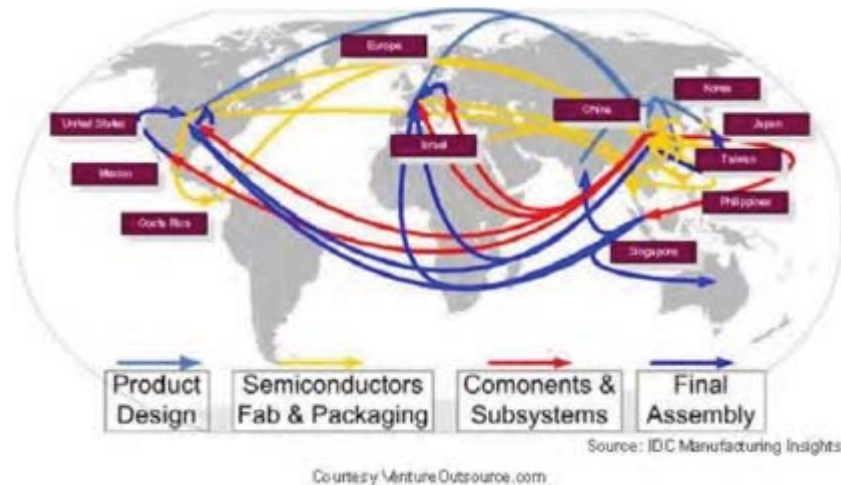 Europe
Korea
China
United States
Japan
Israel
Taiwan
Mexico
Philippines
Costa Rica
Singapore
Product
Design
Semiconductors
Fab & Packaging
Comonents &
Subsystems
Final
Assembly
Source: IDC Manufacturing Insights
Courtesy VentureOutsource.com